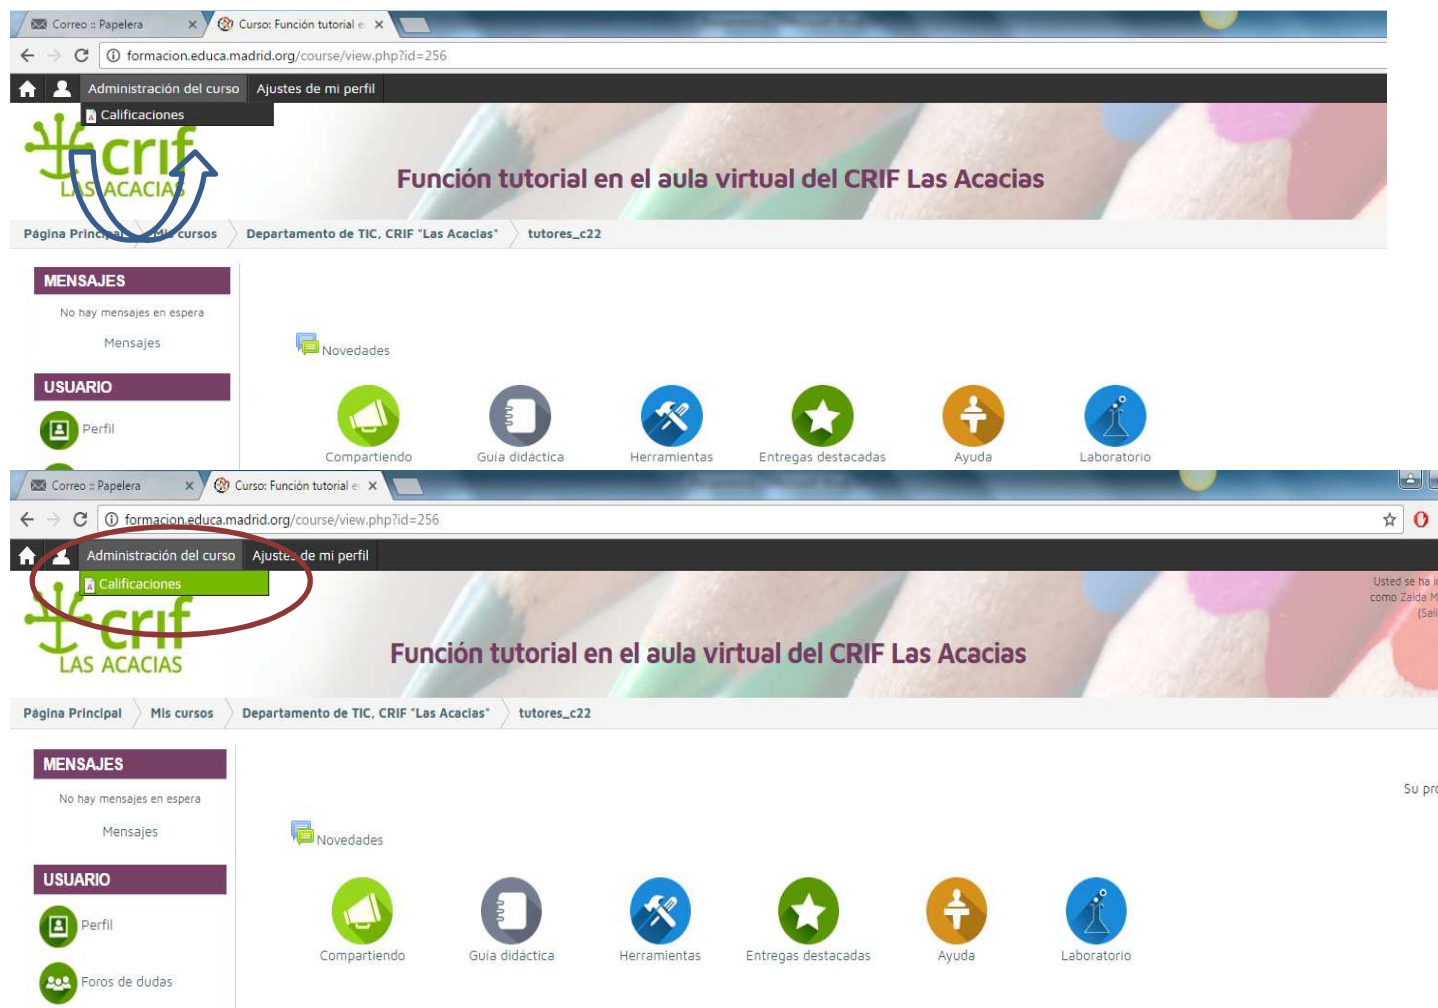 Correo :: Papelera
Curso: Función tutorial e
formacion.educa.madrid.org/course/view.php?id=256
Administración del curso Ajustes de mi perfil
Calificaciones
crif
LAS ACACIAS
Función tutorial en el aula virtual del CRIF Las Acacias
Página Principal Mis cursos Departamento de TIC, CRIF "Las Acacias" tutores_c22
MENSAJES
No hay mensajes en espera
Mensajes
Novedades
USUARIO
Perfil
Compartiendo Guía didáctica Herramientas Entregas destacadas Ayuda Laboratorio
Correo :: Papelera
Curso: Función tutorial e
formacion.educa.madrid.org/course/view.php?id=256
Administración del curso Ajustes de mi perfil
Calificaciones
Usted se ha i
como Zaida M
(Sali
crif
LAS ACACIAS
Función tutorial en el aula virtual del CRIF Las Acacias
Página Principal Mis cursos Departamento de TIC, CRIF "Las Acacias" tutores_c22
MENSAJES
Su pro
No hay mensajes en espera
Mensajes
Novedades
USUARIO
Perfil
Compartiendo Guía didáctica Herramientas Entregas destacadas Ayuda Laboratorio
Foros de dudas